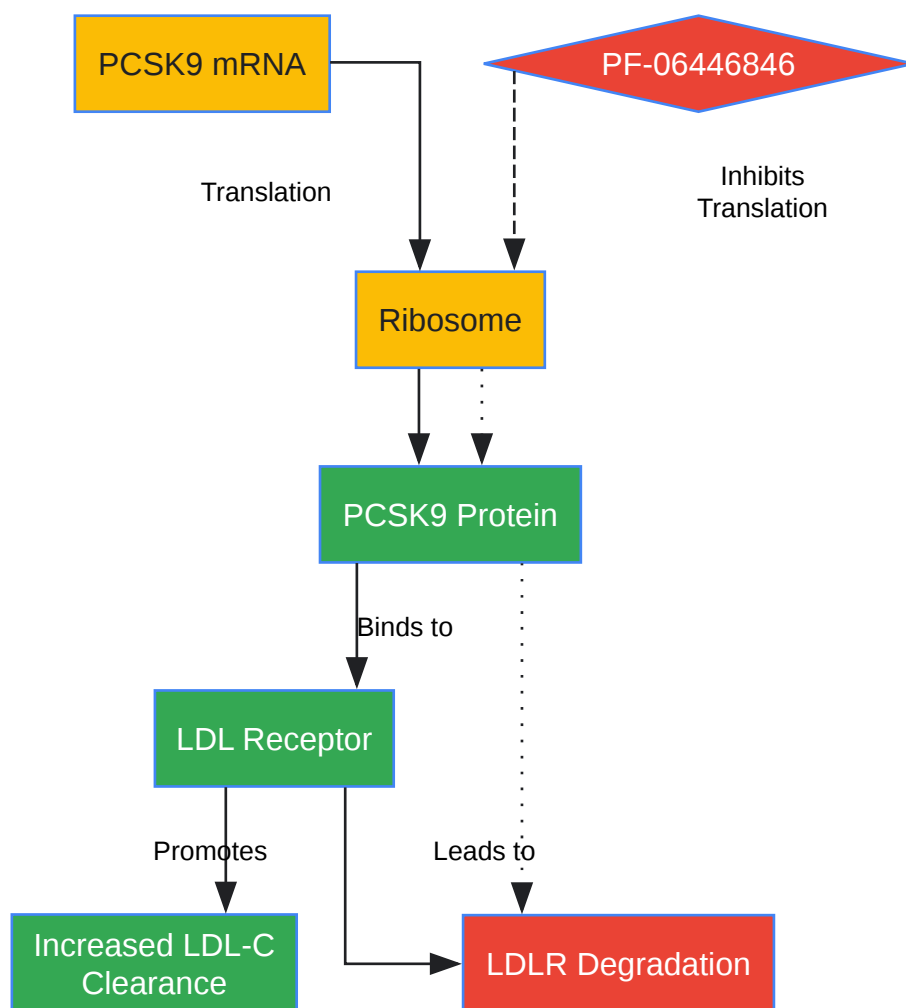 PCSK9 mRNA
PF-06446846
Translation
Inhibits
Translation
Ribosome
PCSK9 Protein
Binds to
LDL Receptor
Promotes
Leads to
Increased LDL-C
Clearance
LDLR Degradation